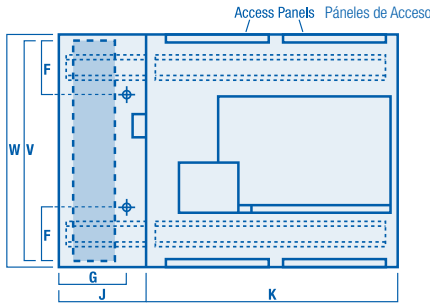 Access Panels Páneles de Acceso
F
W V
F
G
J K